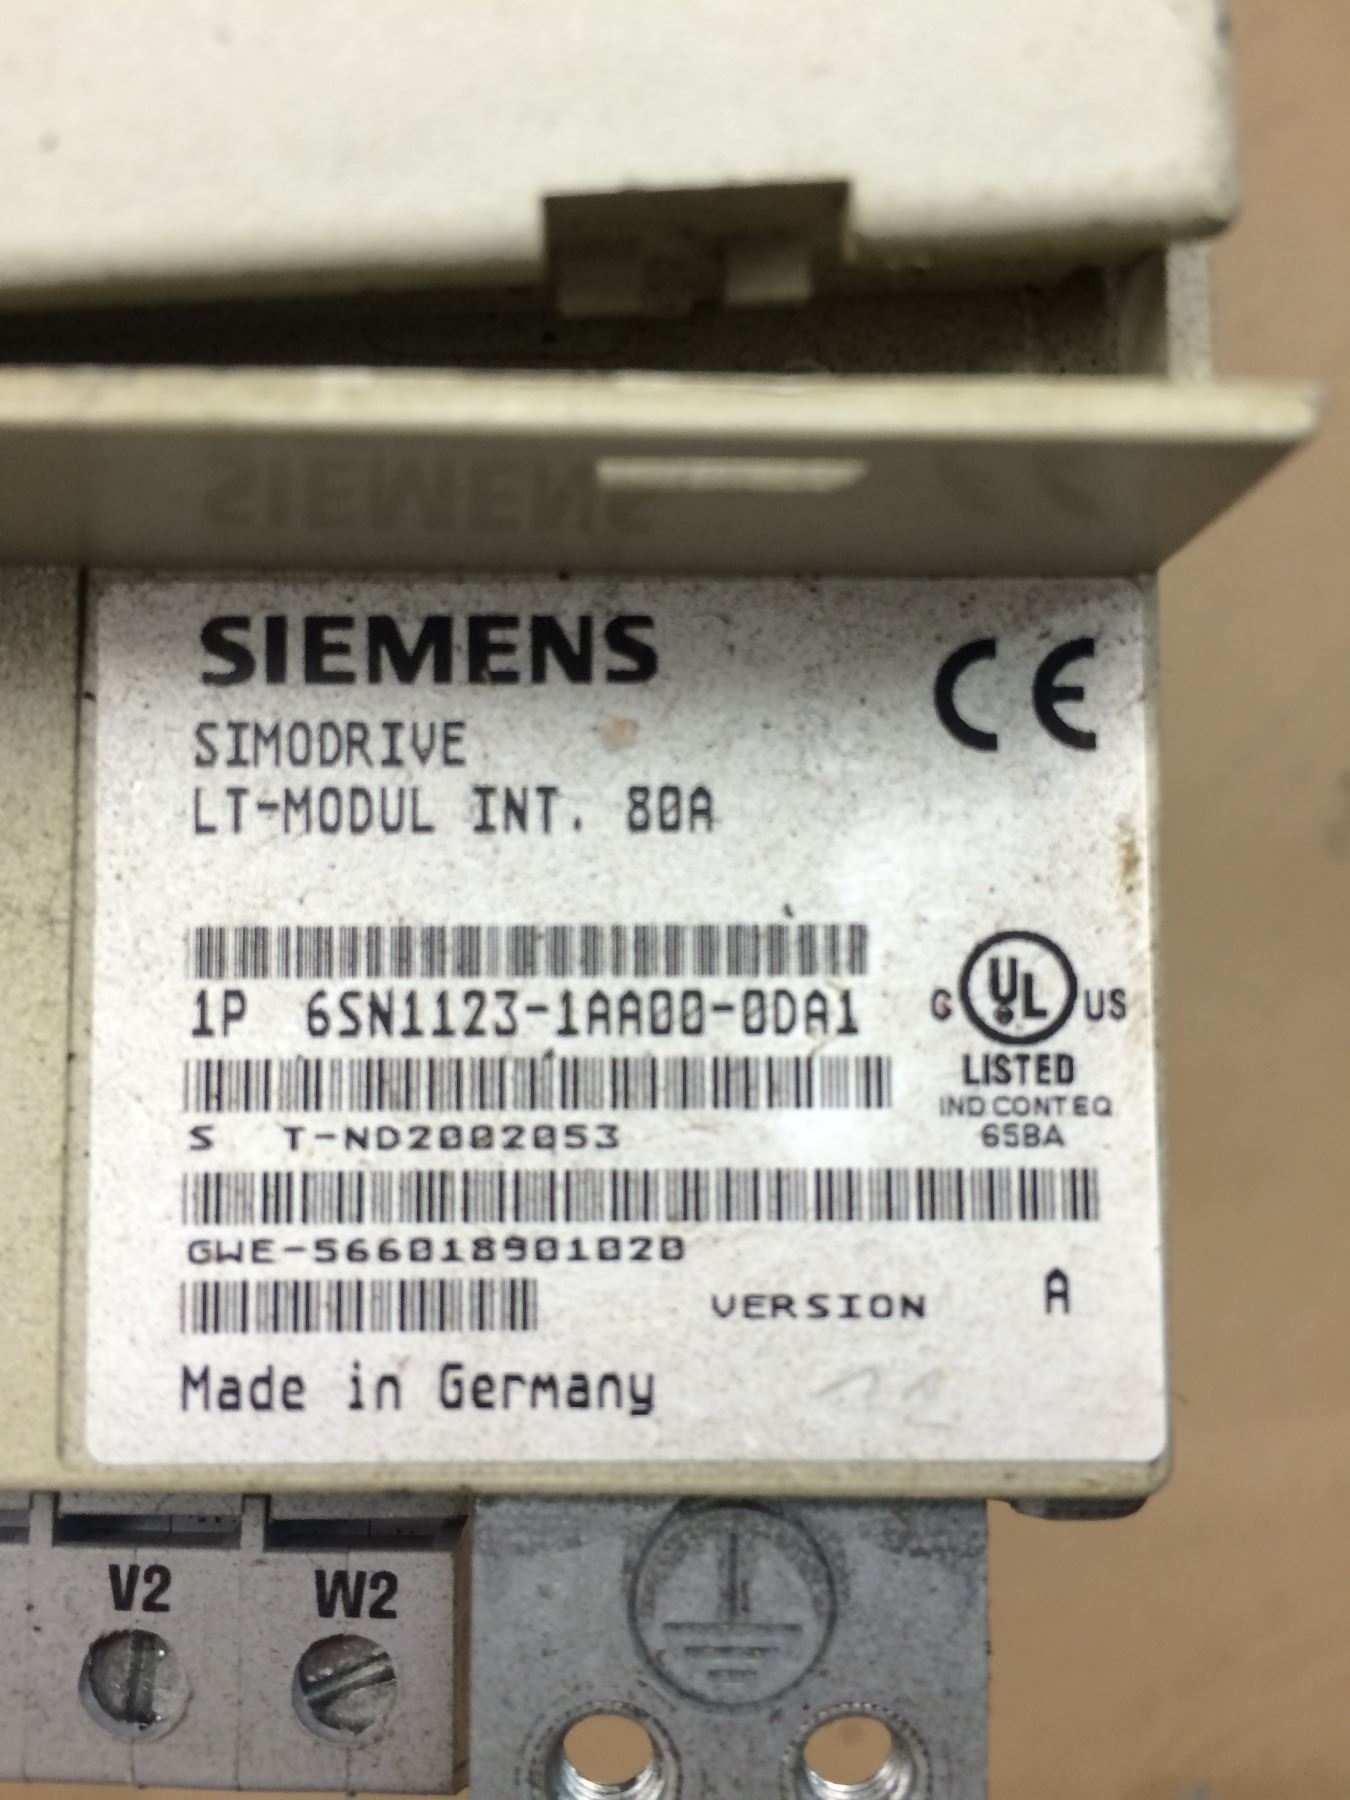 SIEMENS
SIMODRIVE
LT-MODUL INT. 80A
CE
1P 6SN1123-1AA00-0DA1
C UL US
LISTED
IND CONT.EQ
65BA
S T-ND2002053
GWE-566018901020
VERSION A
Made in Germany
V2 W2